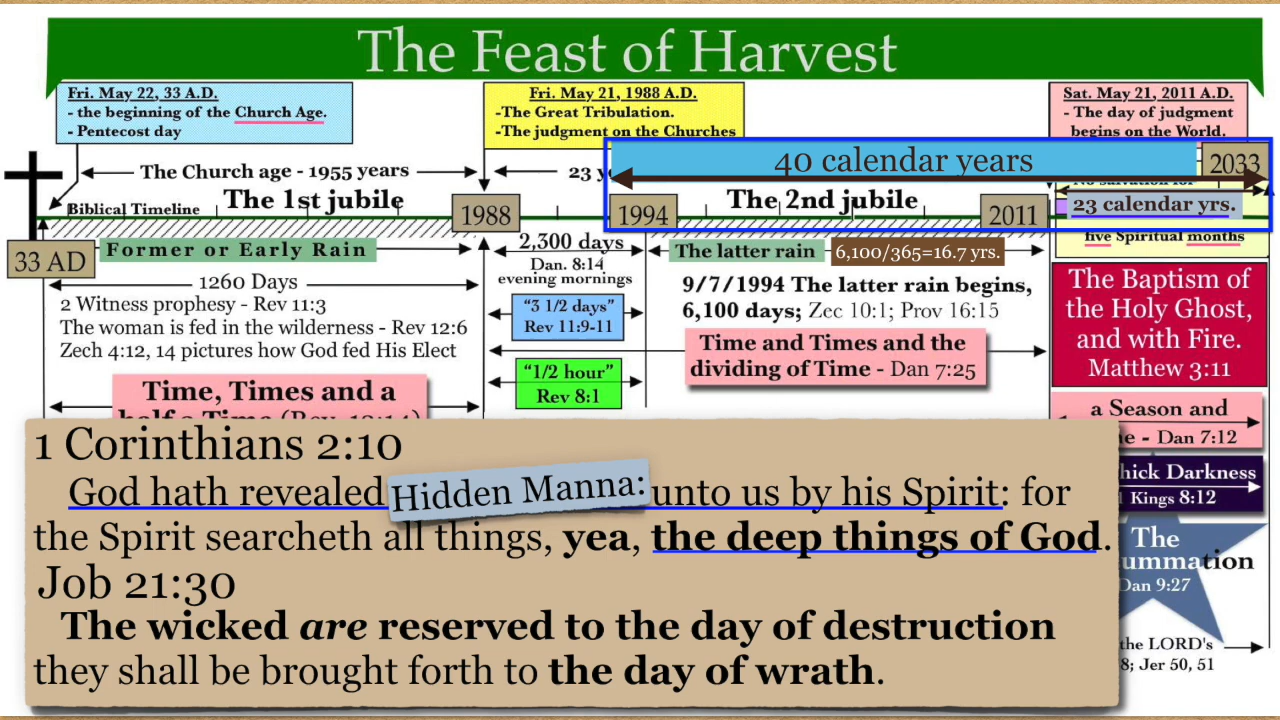 The Feast of Harvest
Fri. May 22, 33 A.D.
- the beginning of the Church Age.
- Pentecost day
Fri. May 21, 1988 A.D.
-The Great Tribulation.
-The judgment on the Churches
Sat. May 21, 2011 A.D.
- The day of judgment
begins on the World.
The Church age - 1955 years
23
40 calendar years
2033
Biblical Timeline
The 1st jubile
1988
1994
The 2nd jubile
2011
No salvation for
23 calendar yrs.
five Spiritual months
33 AD
Former or Early Rain
2,300 days
Dan. 8:14
evening mornings
The latter rain
6,100/365=16.7 yrs.
1260 Days
2 Witness prophesy - Rev 11:3
The woman is fed in the wilderness - Rev 12:6
Zech 4:12, 14 pictures how God fed His Elect
"3 1/2 days"
Rev 11:9-11
9/7/1994 The latter rain begins,
6,100 days; Zec 10:1; Prov 16:15
The Baptism of
the Holy Ghost,
and with Fire.
Matthew 3:11
Time and Times and the
dividing of Time - Dan 7:25
"1/2 hour"
Rev 8:1
Time, Times and a
a Season and
- Dan 7:12
Darkness
Kings 8:12
The
Dan 9:27
the LORD's
8; Jer 50, 51
1 Corinthians 2:10
God hath revealed Hidden Manna: unto us by his Spirit: for
the Spirit searcheth all things, yea, the deep things of God.
Job 21:30
The wicked are reserved to the day of destruction
they shall be brought forth to the day of wrath.